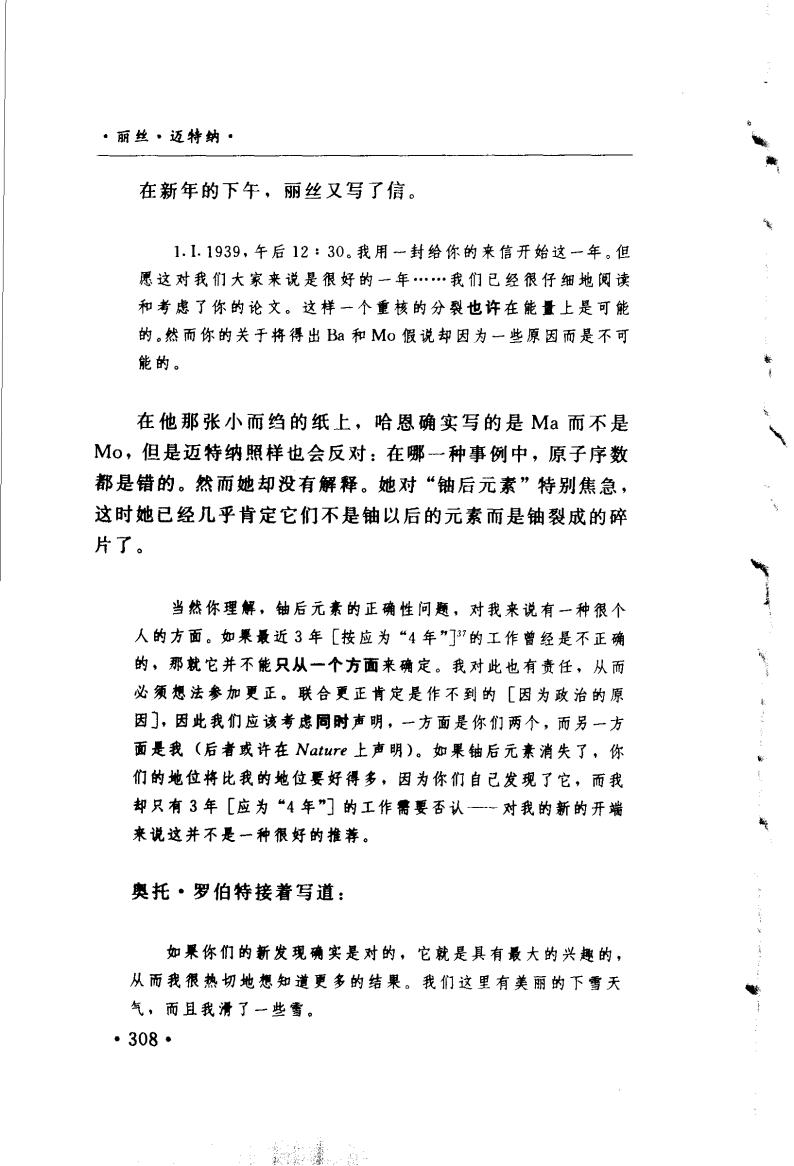 ·丽丝·迈特纳·
在新年的下午，丽丝又写了信。
1.I.1939,午后12：30。我用一封给你的来信开始这一年。但
愿这对我们大家来说是很好的一年……我们已经很仔细地阅读
和考虑了你的论文。这样一个重核的分裂也许在能量上是可能
的。然而你的关于将得出Ba和Mo假说却因为一些原因而是不可
能的。
在他那张小而绉的纸上，哈恩确实写的是Ma而不是
Mo，但是迈特纳照样也会反对：在哪一种事例中，原子序数
都是错的。然而她却没有解释。她对“铀后元素”特别焦急，
这时她已经几乎肯定它们不是铀以后的元素而是铀裂成的碎
片了。
当然你理解，铀后元素的正确性问题，对我来说有一种很个
人的方面。如果最近3年［按应为“4年”］37的工作曾经是不正确
的，那就它并不能只从一个方面来确定。我对此也有责任，从而
必须想法参加更正。联合更正肯定是作不到的［因为政治的原
因］，因此我们应该考虑同时声明，一方面是你们两个，而另一方
面是我（后者或许在Nature上声明）。如果铀后元素消失了，你
们的地位将比我的地位要好得多，因为你们自己发现了它，而我
却只有3年［应为“4年”］的工作需要否认——对我的新的开端
来说这并不是一种很好的推荐。
奥托·罗伯特接着写道：
如果你们的新发现确实是对的，它就是具有最大的兴趣的，
从而我很热切地想知道更多的结果。我们这里有美丽的下雪天
气，而且我滑了一些雪。
·308·